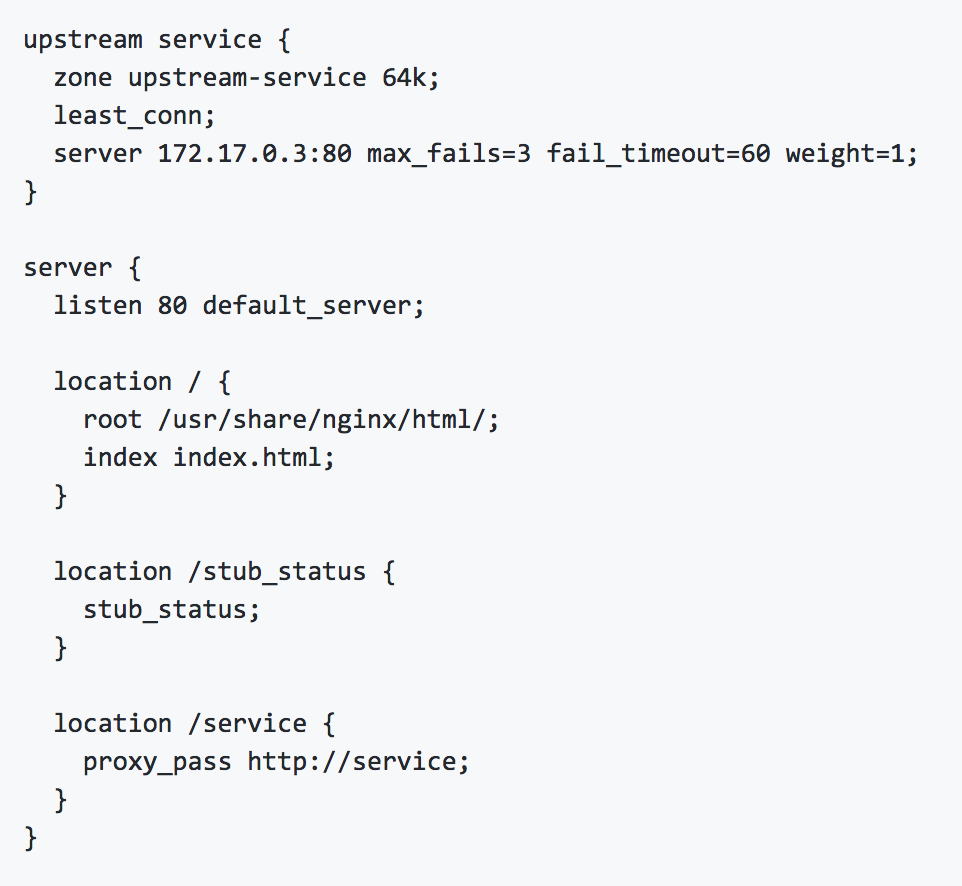 upstream service {
  zone upstream-service 64k;
  least_conn;
  server 172.17.0.3:80 max_fails=3 fail_timeout=60 weight=1;
}

server {
  listen 80 default_server;

  location / {
    root /usr/share/nginx/html/;
    index index.html;
  }

  location /stub_status {
    stub_status;
  }

  location /service {
    proxy_pass http://service;
  }
}